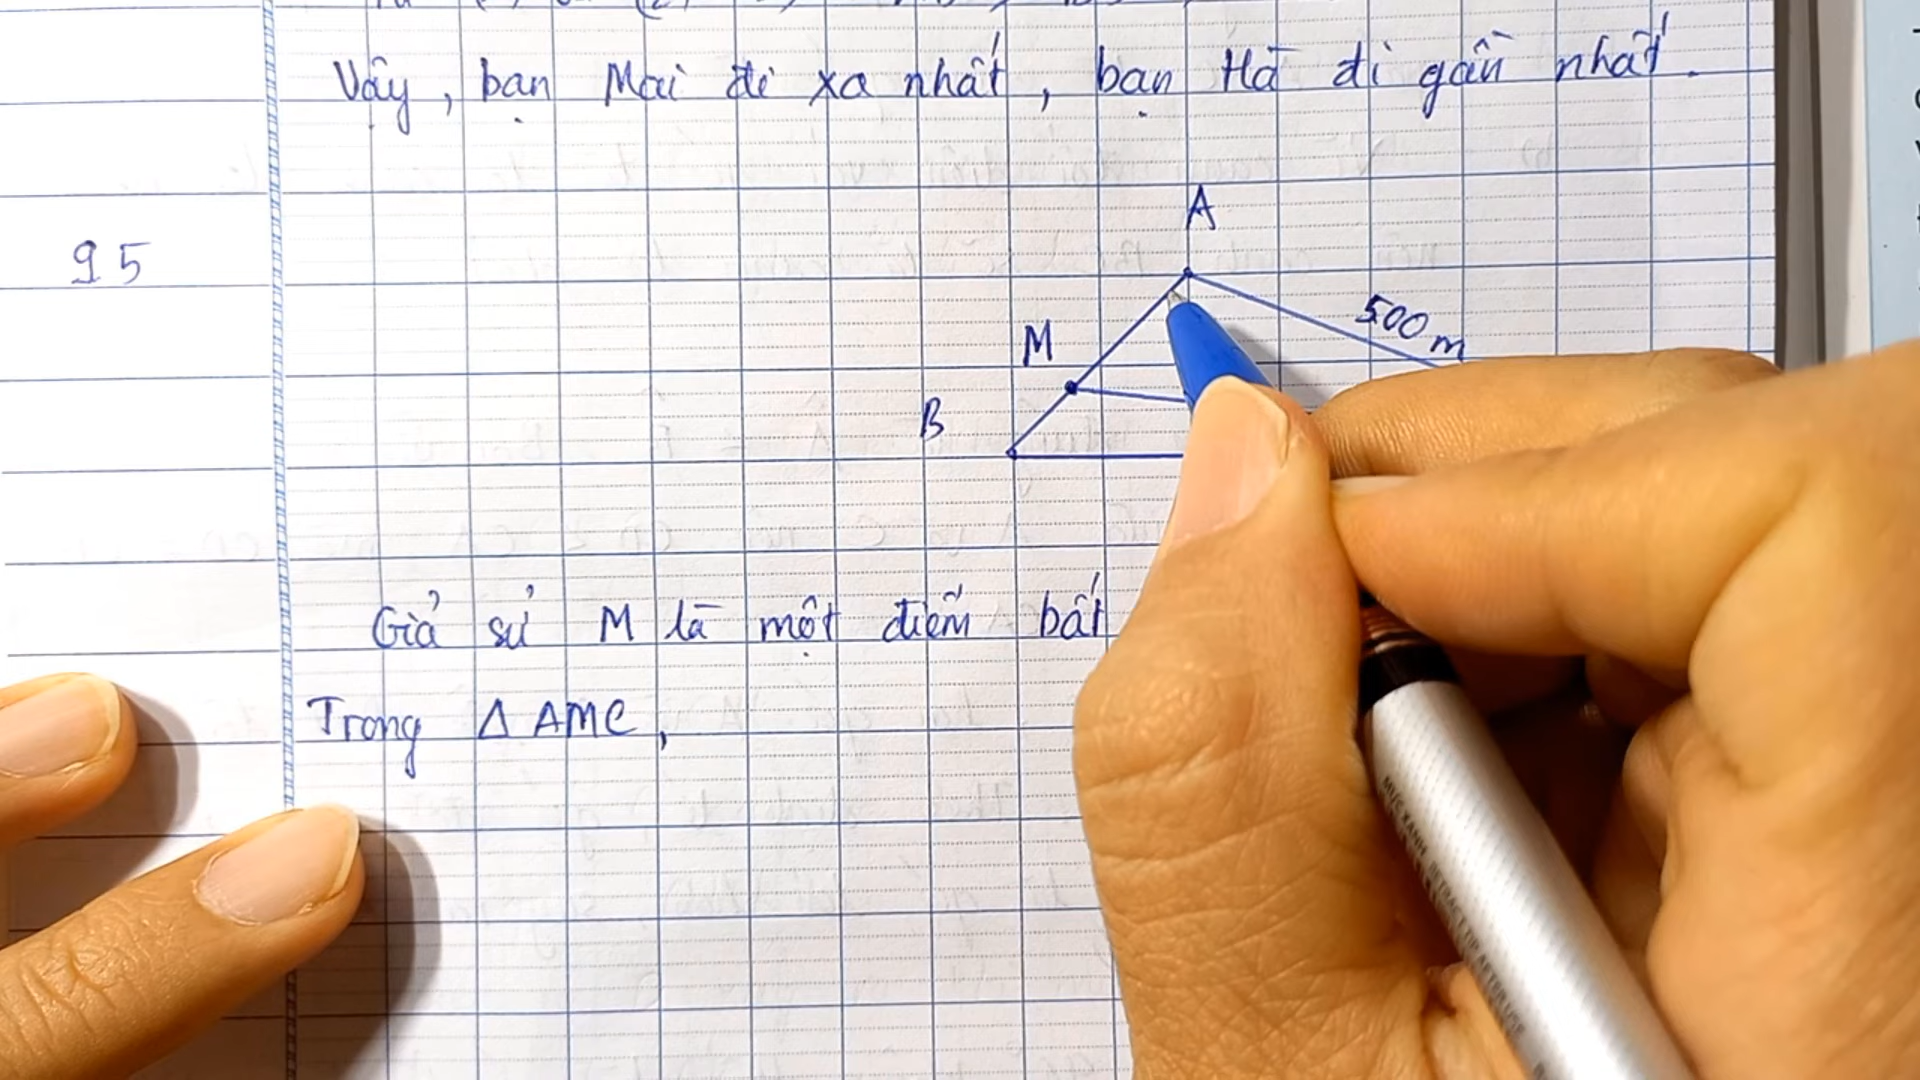 Vậy, bạn Mai đi xa nhất, bạn Hà đi gần nhất.
A
500 m
M
95
B
Giả sử M là một điểm bất
Trong Δ AMC,